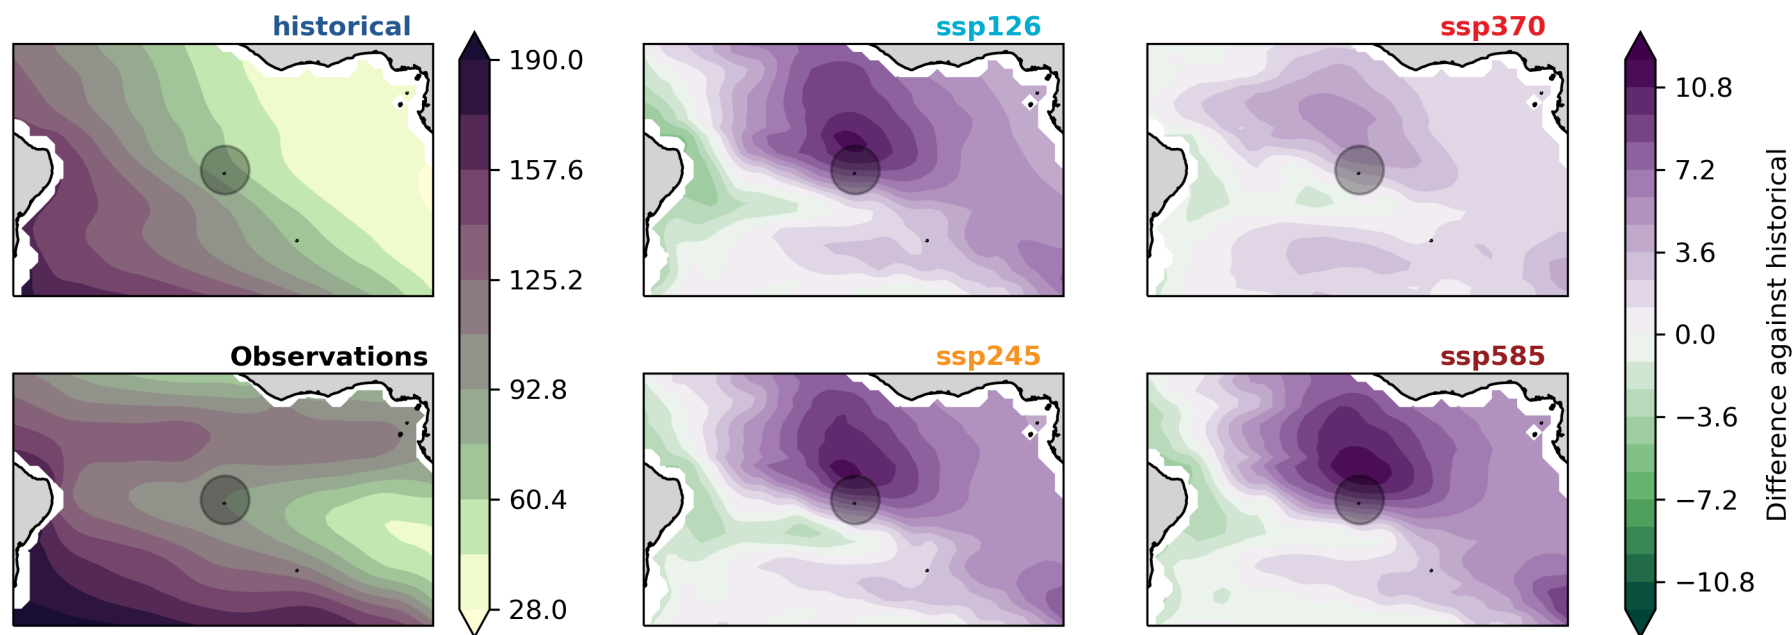 historical
ssp126
ssp370
190.0
157.6
125.2
92.8
60.4
28.0
Observations
ssp245
ssp585
10.8
7.2
3.6
0.0
−3.6
−7.2
−10.8
Difference against historical